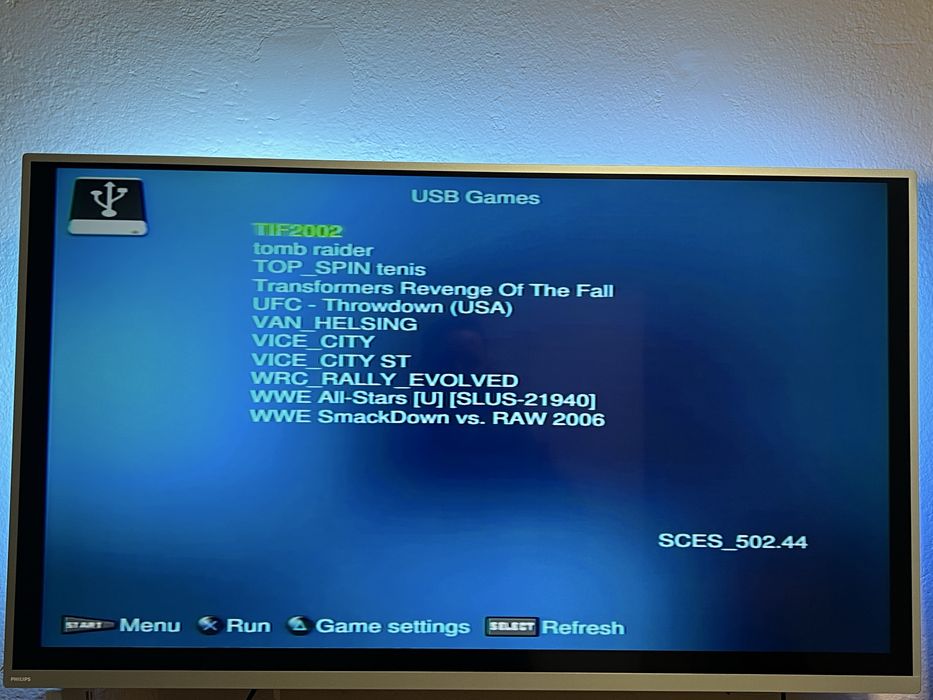 USB Games
TIF2002
tomb raider
TOP_SPIN tenis
Transformers Revenge Of The Fall
UFC - Throwdown (USA)
VAN_HELSING
VICE_CITY
VICE_CITY ST
WRC_RALLY_EVOLVED
WWE All-Stars [U] [SLUS-21940]
WWE SmackDown vs. RAW 2006
SCES_502.44
START Menu Run Game settings SELECT Refresh
PHILIPS